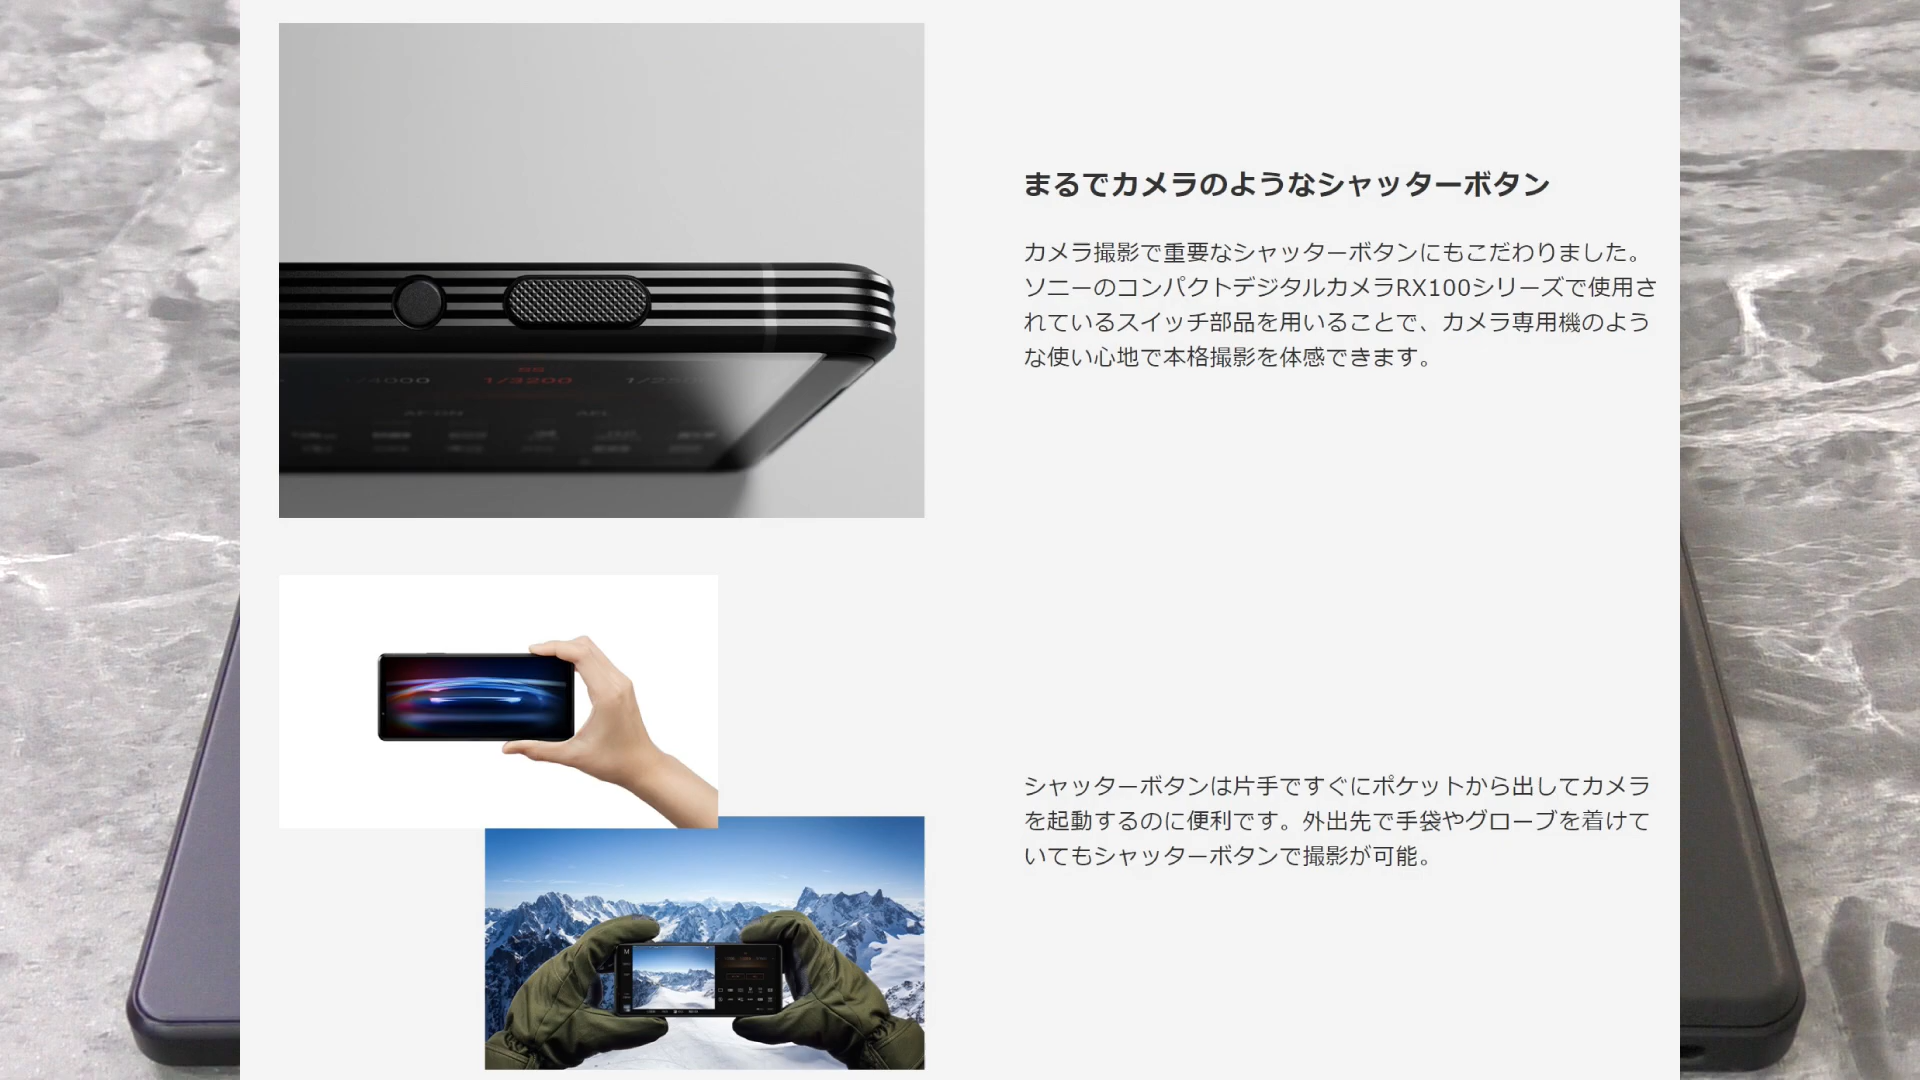 まるでカメラのようなシャッターボタン
カメラ撮影で重要なシャッターボタンにもこだわりました。
ソニーのコンパクトデジタルカメラRX100シリーズで使用さ
れているスイッチ部品を用いることで、カメラ専用機のよう
な使い心地で本格撮影を体感できます。
SS
1/4000 1/3200
AF-ON AEL
シャッターボタンは片手ですぐにポケットから出してカメラ
を起動するのに便利です。外出先で手袋やグローブを着けて
いてもシャッターボタンで撮影が可能。
M